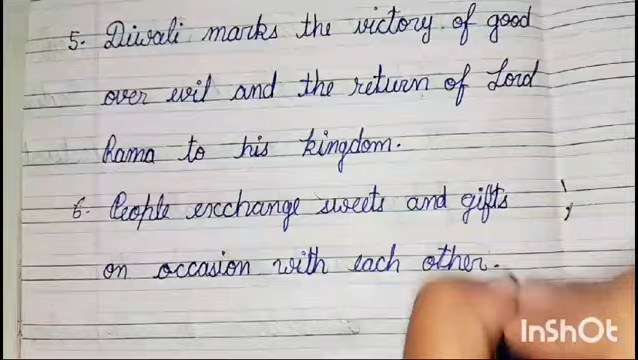 5. Diwali marks the victory of good
over evil and the return of Lord
Rama to his kingdom.
6. People exchange sweets and gifts
on occasion with each other.
InShOt